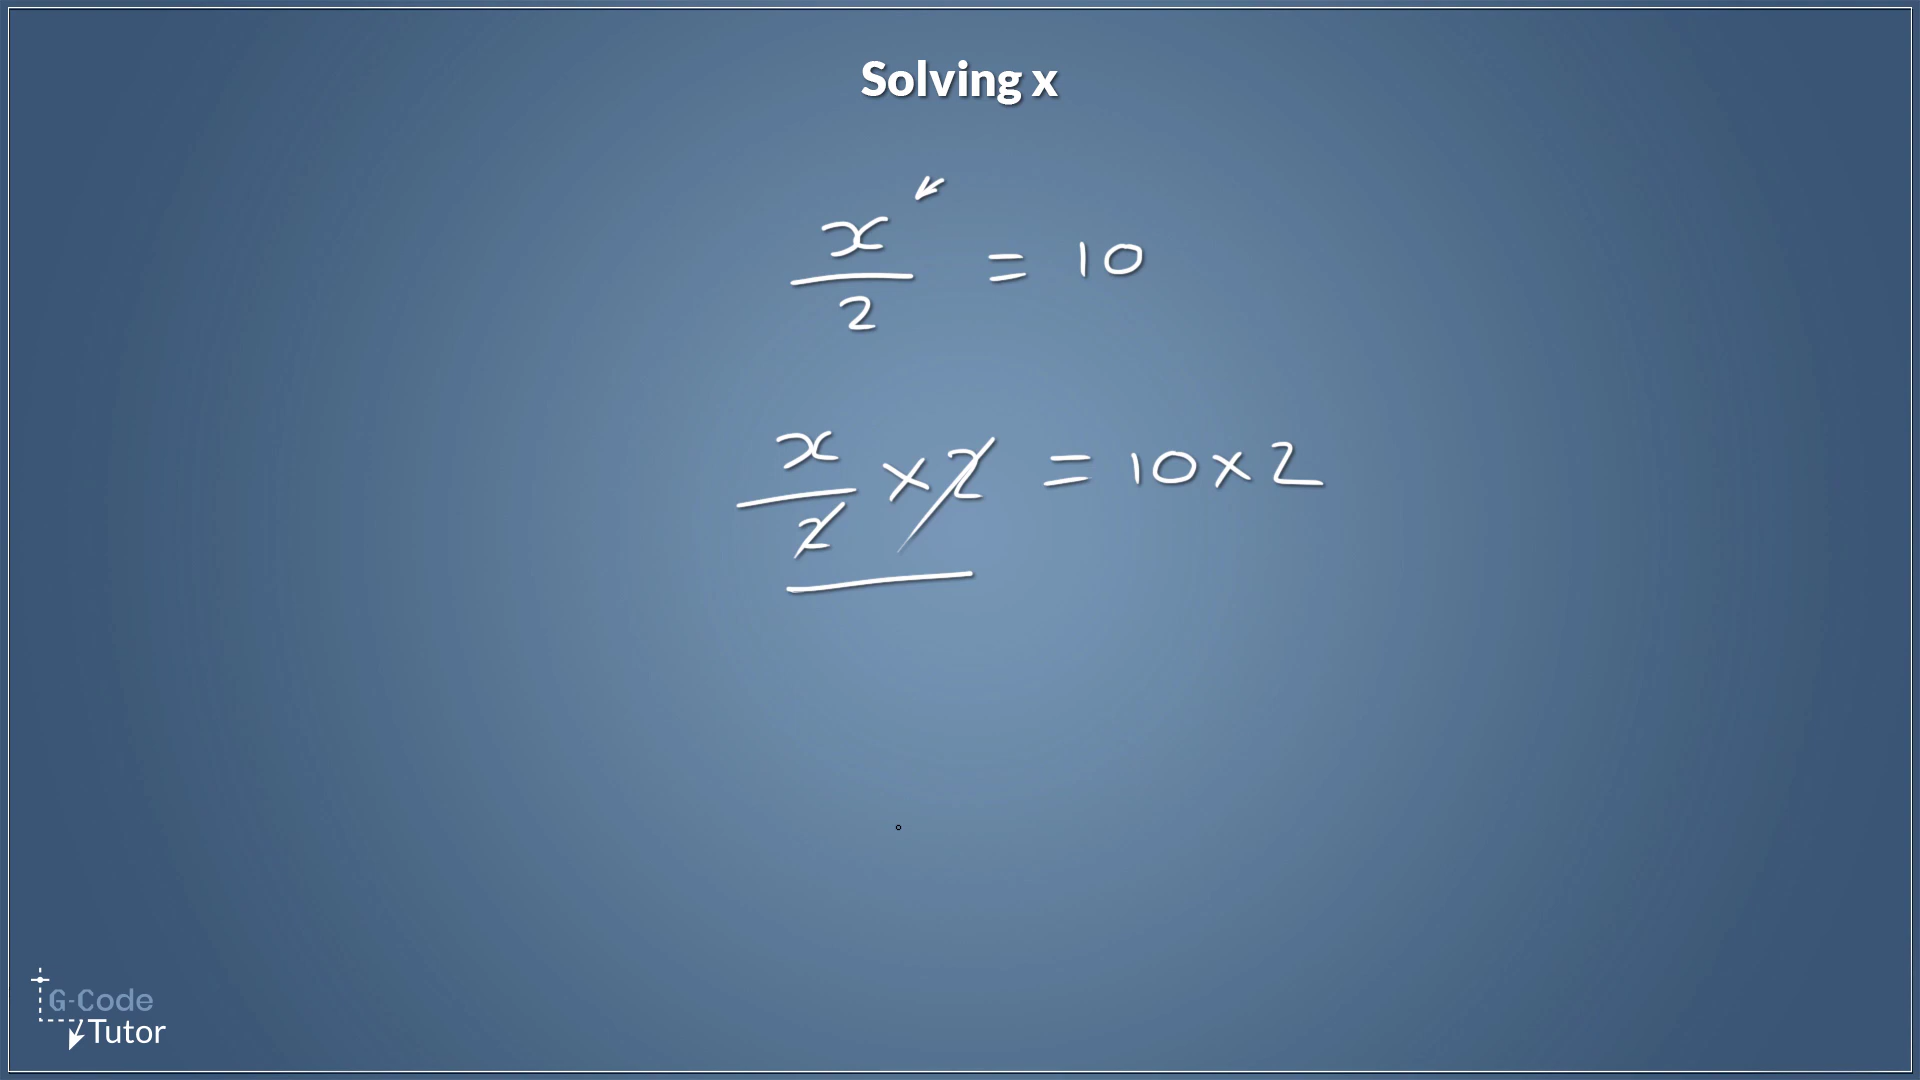 Solving x
x/2 = 10
x/2 × 2 = 10 × 2
G-Code
Tutor